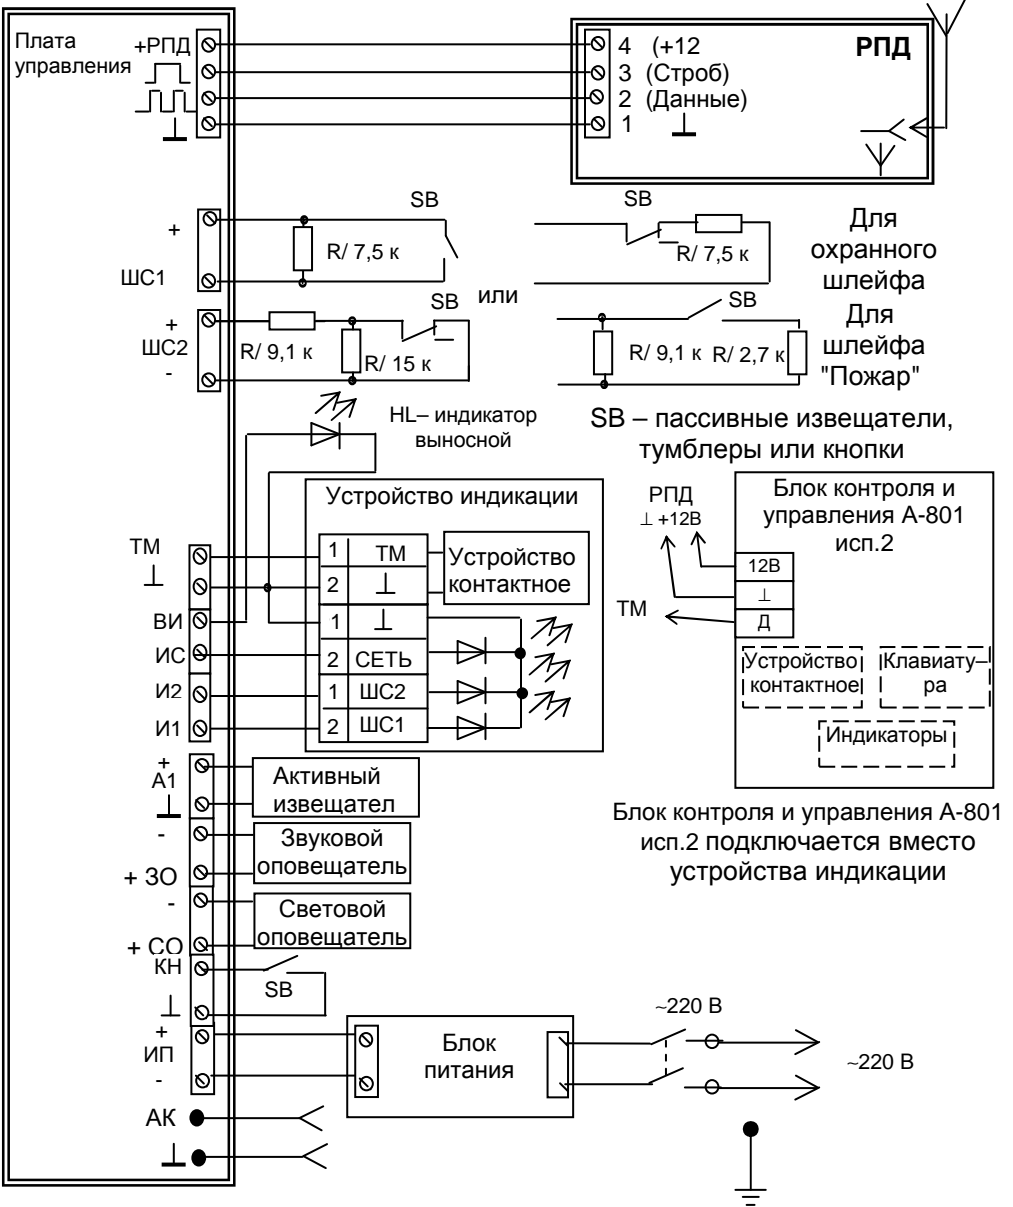 Плата
управления
+РПД
4 (+12
3 (Строб)
2 (Данные)
1 ⊥
РПД
⊥
SB
SB
+
R/ 7,5 к
R/ 7,5 к
Для
охранного
шлейфа
ШС1
SB или
SB
+
ШС2
-
R/ 9,1 к
R/ 15 к
R/ 9,1 к
R/ 2,7 к
Для
шлейфа
"Пожар"
HL– индикатор
выносной
SB – пассивные извещатели,
тумблеры или кнопки
Устройство индикации
ТМ
⊥
ВИ
ИС
И2
И1
1 ТМ
2 ⊥
1 ⊥
2 СЕТЬ
1 ШС2
2 ШС1
Устройство
контактное
РПД
⊥ +12В
ТМ
Блок контроля и
управления А-801
исп.2
12В
⊥
Д
Устройство
контактное
Клавиату–
ра
Индикаторы
Блок контроля и управления А-801
исп.2 подключается вместо
устройства индикации
+
А1
⊥
Активный
извещател
-
+ ЗО
Звуковой
оповещатель
-
+ СО
Световой
оповещатель
КН
⊥
SB
+
ИП
-
Блок
питания
~220 В
~220 В
АК
⊥